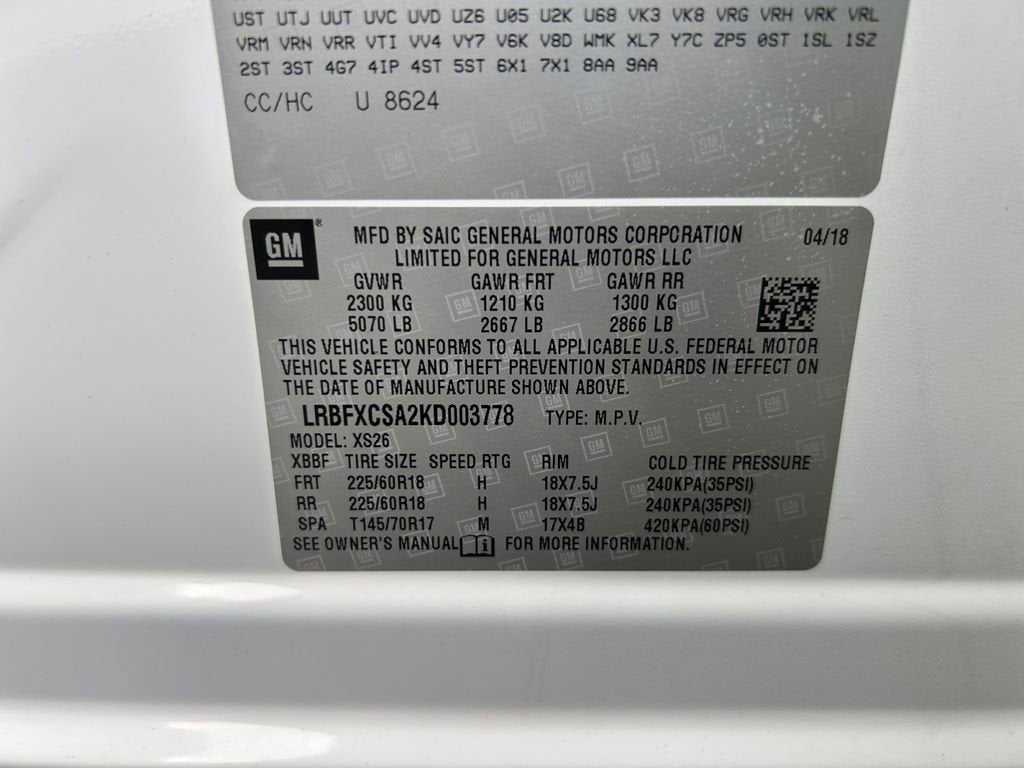 UST UTJ UUT UVC UVD UZ6 U05 U2K U68 VK3 VK8 VRG VRH VRK VRL
VRM VRN VRR VTI VV4 VY7 V6K V8D WMK XL7 Y7C ZP5 0ST 1SL 1SZ
2ST 3ST 4G7 4IP 4ST 5ST 6X1 7X1 8AA 9AA
CC/HC U 8624
GM
MFD BY SAIC GENERAL MOTORS CORPORATION 04/18
LIMITED FOR GENERAL MOTORS LLC
GVWR GAWR FRT GAWR RR
2300 KG 1210 KG 1300 KG
5070 LB 2667 LB 2866 LB
THIS VEHICLE CONFORMS TO ALL APPLICABLE U.S. FEDERAL MOTOR
VEHICLE SAFETY AND THEFT PREVENTION STANDARDS IN EFFECT ON
THE DATE OF MANUFACTURE SHOWN ABOVE.
LRBFXCSA2KD003778 TYPE: M.P.V.
MODEL: XS26
XBBF TIRE SIZE SPEED RTG RIM COLD TIRE PRESSURE
FRT 225/60R18 H 18X7.5J 240KPA(35PSI)
RR 225/60R18 H 18X7.5J 240KPA(35PSI)
SPA T145/70R17 M 17X4B 420KPA(60PSI)
SEE OWNER'S MANUAL FOR MORE INFORMATION.